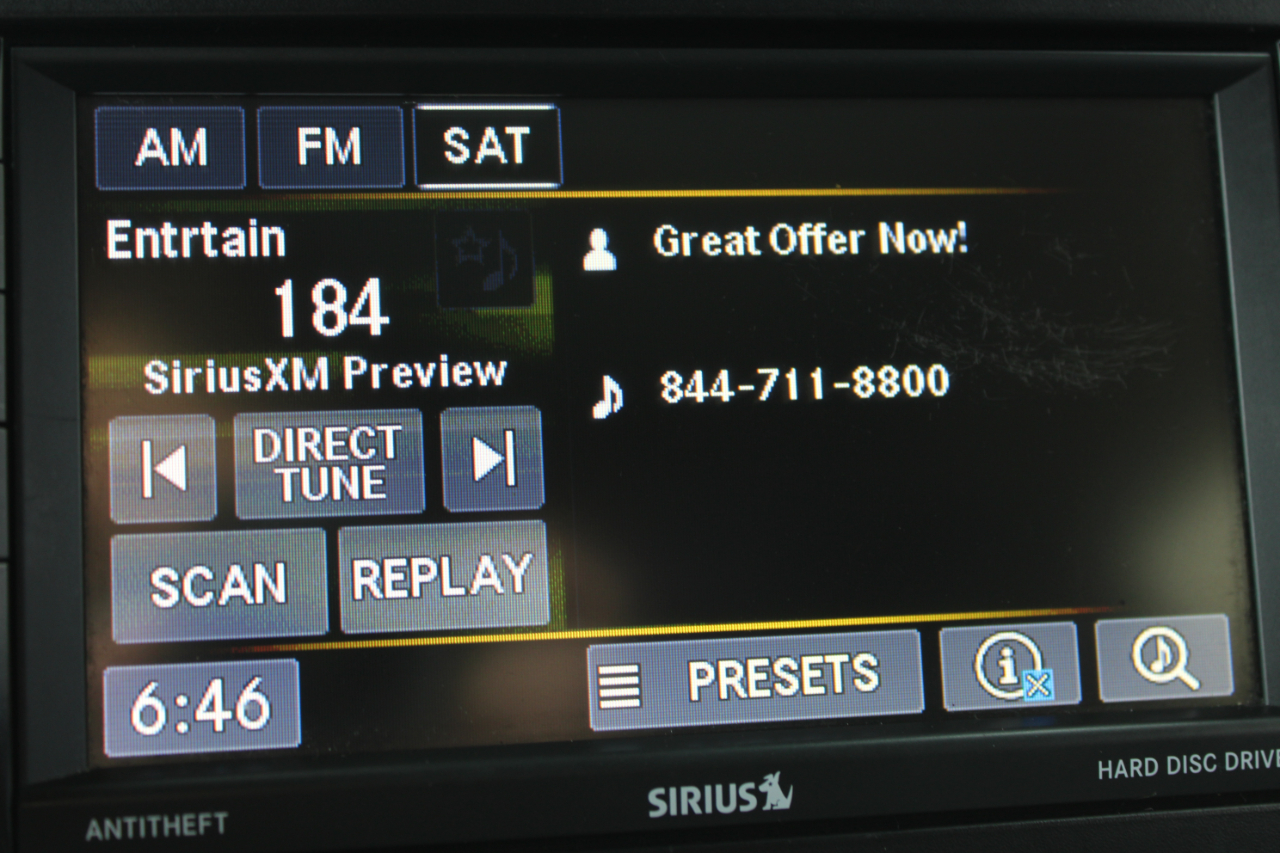 AM FM SAT
Entrtain
184
SiriusXM Preview
Great Offer Now!
844-711-8800
DIRECT
TUNE
SCAN REPLAY
6:46
PRESETS
ANTITHEFT
SIRIUS
HARD DISC DRIVE